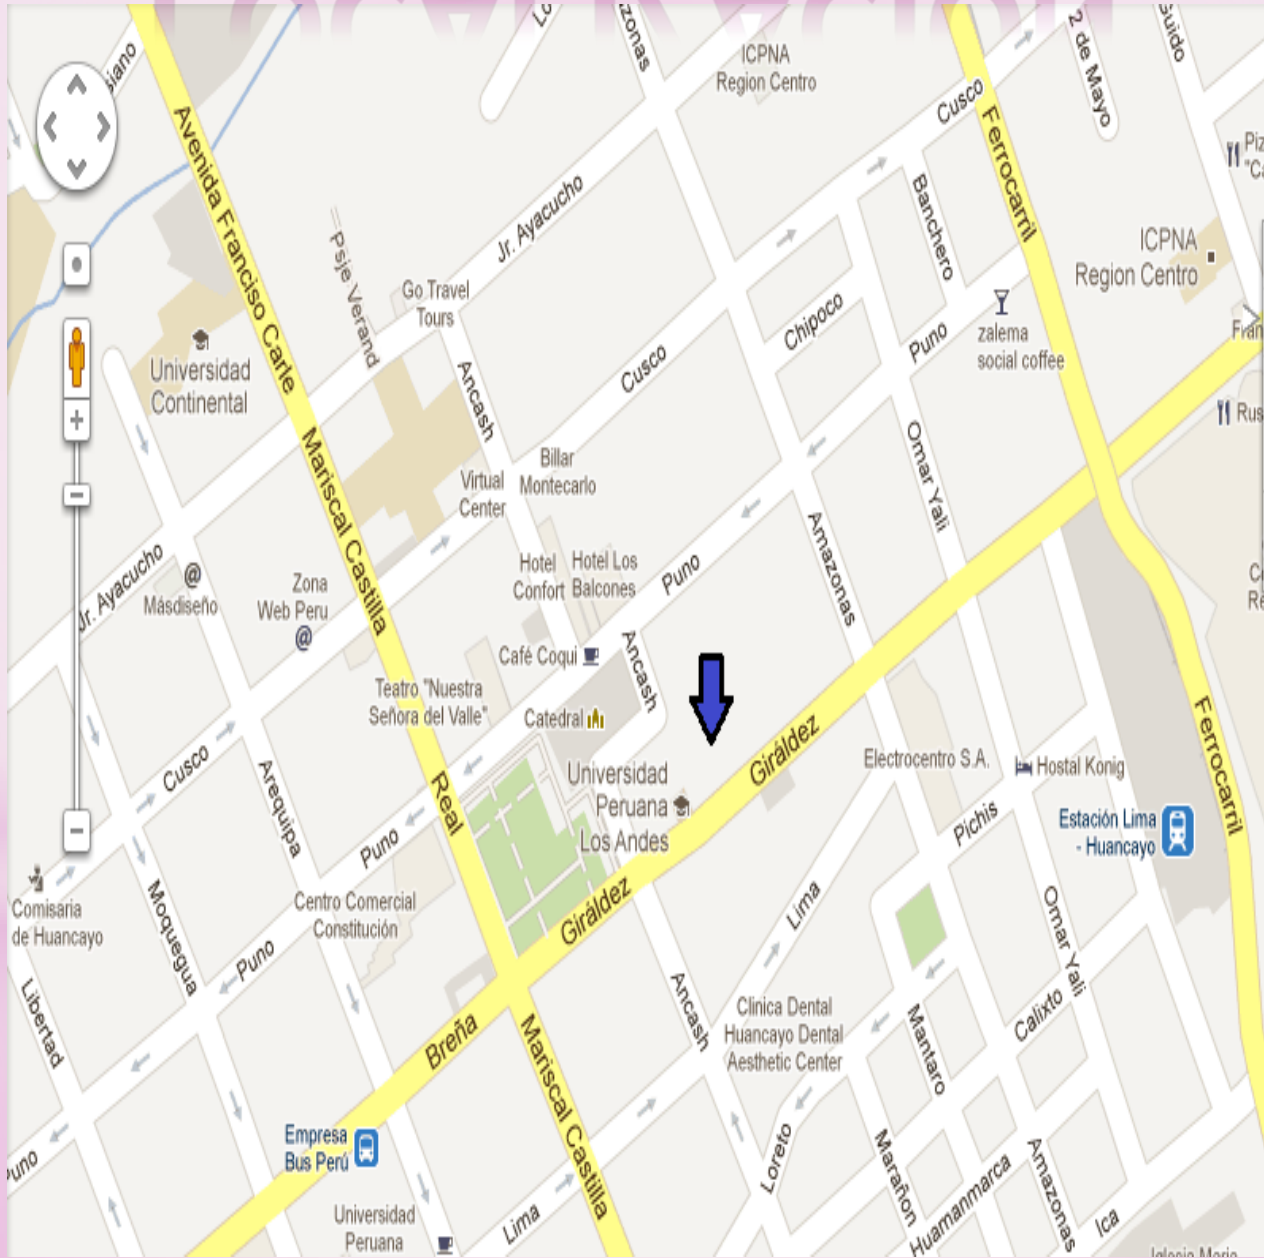 LOCALIZACIÓN
ICPNA
Region Centro
Cusco
2 de Mayo
Guido
Avenida Franciso Carle
Ferrocarril
Jr. Ayacucho
Banchero
Psje Verand
ICPNA
Region Centro
Go Travel
Tours
Chipoco
Puno
zalema
social coffee
Universidad
Continental
Ancash
Cusco
Mariscal Castilla
Omar Yali
Billar
Montecarlo
Virtual
Center
Jr. Ayacucho
Másdiseño
Zona
Web Peru
Hotel
Confort
Hotel Los
Balcones
Puno
Amazonas
Café Coqui
Ancash
Teatro "Nuestra
Señora del Valle"
Catedral
Giráldez
Ferrocarril
Cusco
Arequipa
Real
Universidad
Peruana
Los Andes
Electrocentro S.A.
Hostal Konig
Estación Lima
- Huancayo
Pichis
Puno
Comisaria
de Huancayo
Moquegua
Centro Comercial
Constitución
Giráldez
Lima
Omar Yali
Puno
Libertad
Ancash
Clinica Dental
Huancayo Dental
Aesthetic Center
Mantaro
Calixto
Breña
Mariscal Castilla
Empresa
Bus Perú
Puno
Loreto
Marañon
Huamanmarca
Amazonas
Ica
Universidad
Peruana
Lima